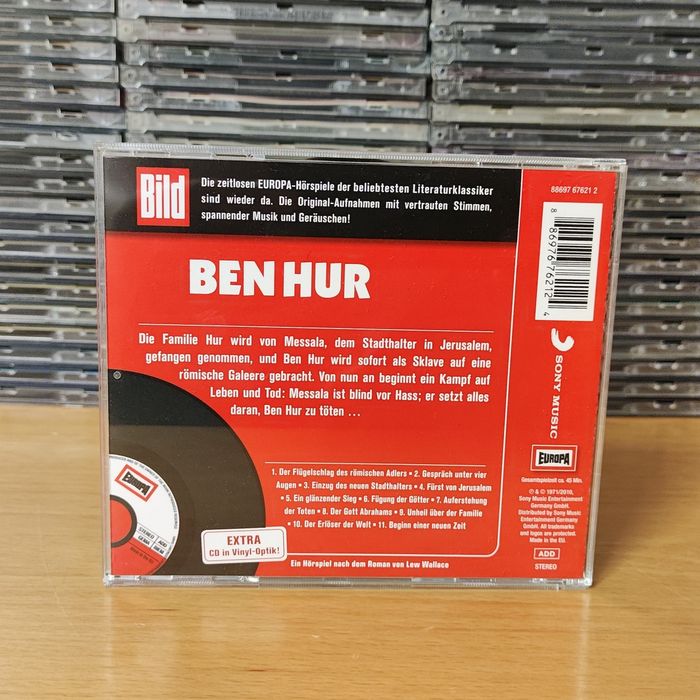 Bild
Die zeitlosen EUROPA-Hörspiele der beliebtesten Literaturklassiker
sind wieder da. Die Original-Aufnahmen mit vertrauten Stimmen,
spannender Musik und Geräuschen!
BEN HUR
Die Familie Hur wird von Messala, dem Stadthalter in Jerusalem,
gefangen genommen, und Ben Hur wird sofort als Sklave auf eine
römische Galeere gebracht. Von nun an beginnt ein Kampf auf
Leben und Tod: Messala ist blind vor Hass; er setzt alles
daran, Ben Hur zu töten ...
1. Der Flügelschlag des römischen Adlers • 2. Gespräch unter vier
Augen • 3. Einzug des neuen Stadthalters • 4. Fürst von Jerusalem
• 5. Ein glänzender Sieg • 6. Fügung der Götter • 7. Auferstehung
der Toten • 8. Der Gott Abrahams • 9. Unheil über der Familie
• 10. Der Erlöser der Welt • 11. Beginn einer neuen Zeit
Ein Hörspiel nach dem Roman von Lew Wallace
EUROPA
STEREO
GEMA
ADD
EXTRA
CD in Vinyl-Optik!
88697 67621 2
8 86976 76212 4
SONY MUSIC
EUROPA
Gesamtspielzeit ca. 45 Min.
℗ & © 1971/2010,
Sony Music Entertainment
Germany GmbH.
Distributed by Sony Music
Entertainment Germany
GmbH. All trademarks
and logos are protected.
Made in the EU.
ADD
STEREO